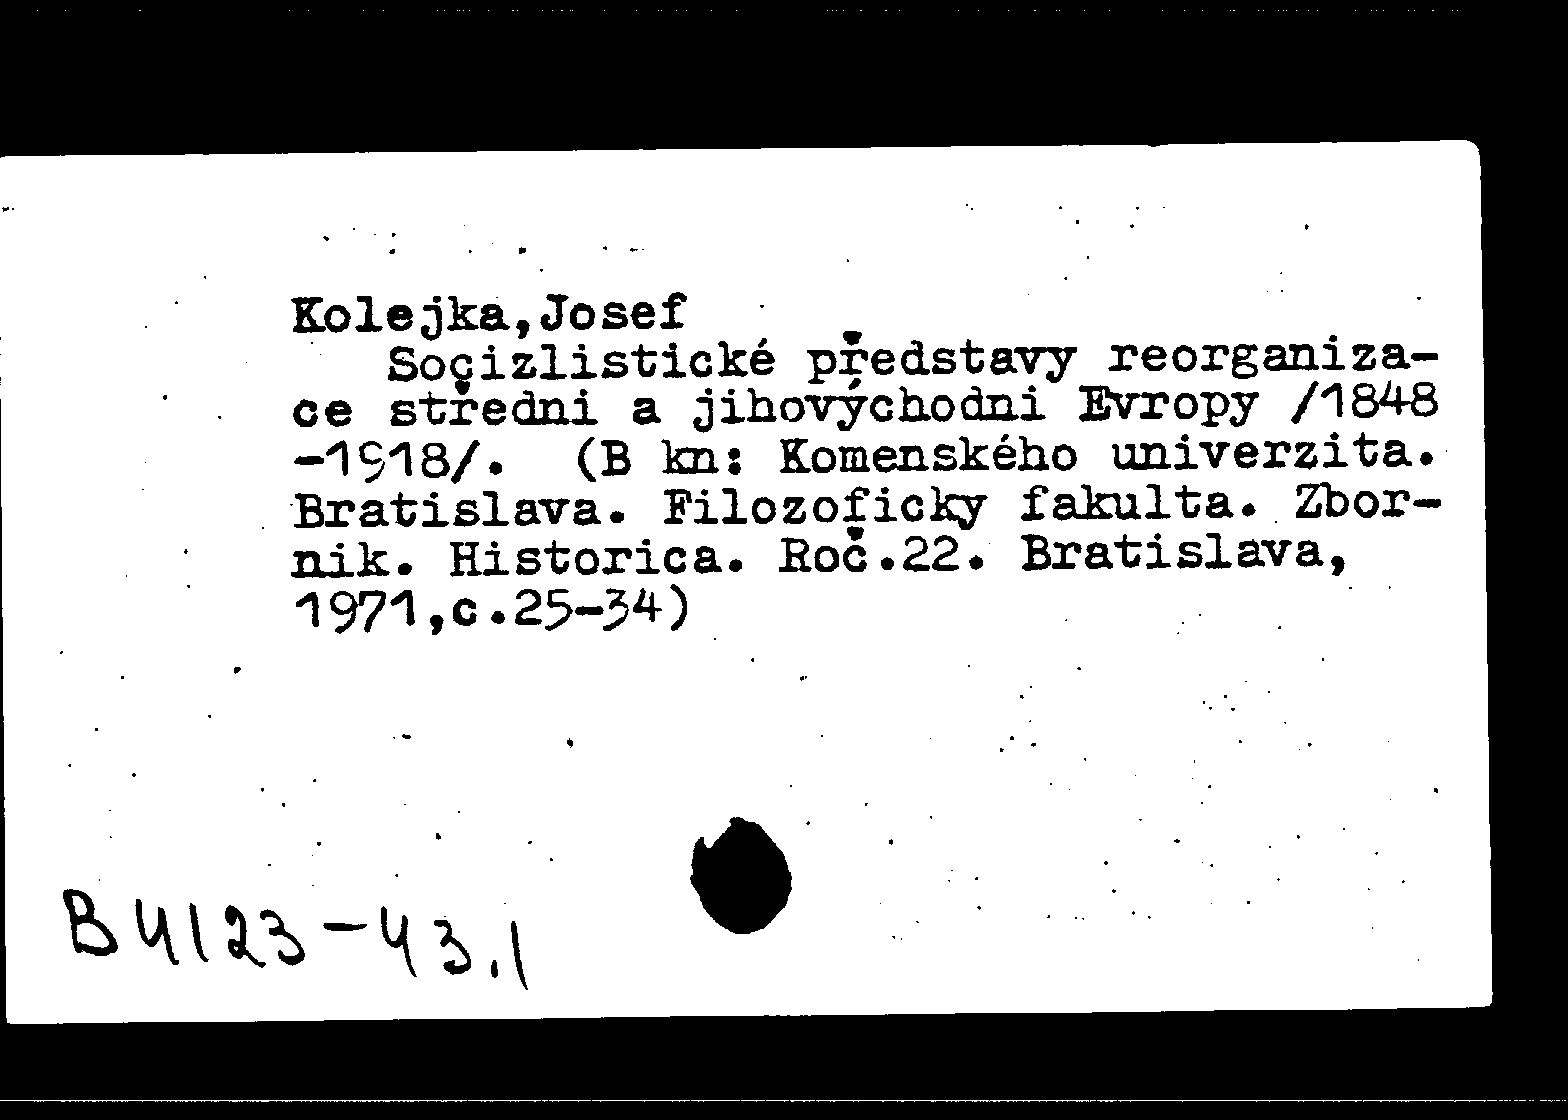 Kolejka,Josef
Socizlistické představy reorganiza-
ce středni a jihovýchodni Evropy /1848
-1918/. (B kn: Komenského univerzita.
Bratislava. Filozoficky fakulta. Zbor-
nik. Historica. Roč.22. Bratislava,
1971,c.25-34)
B 4123-43.1